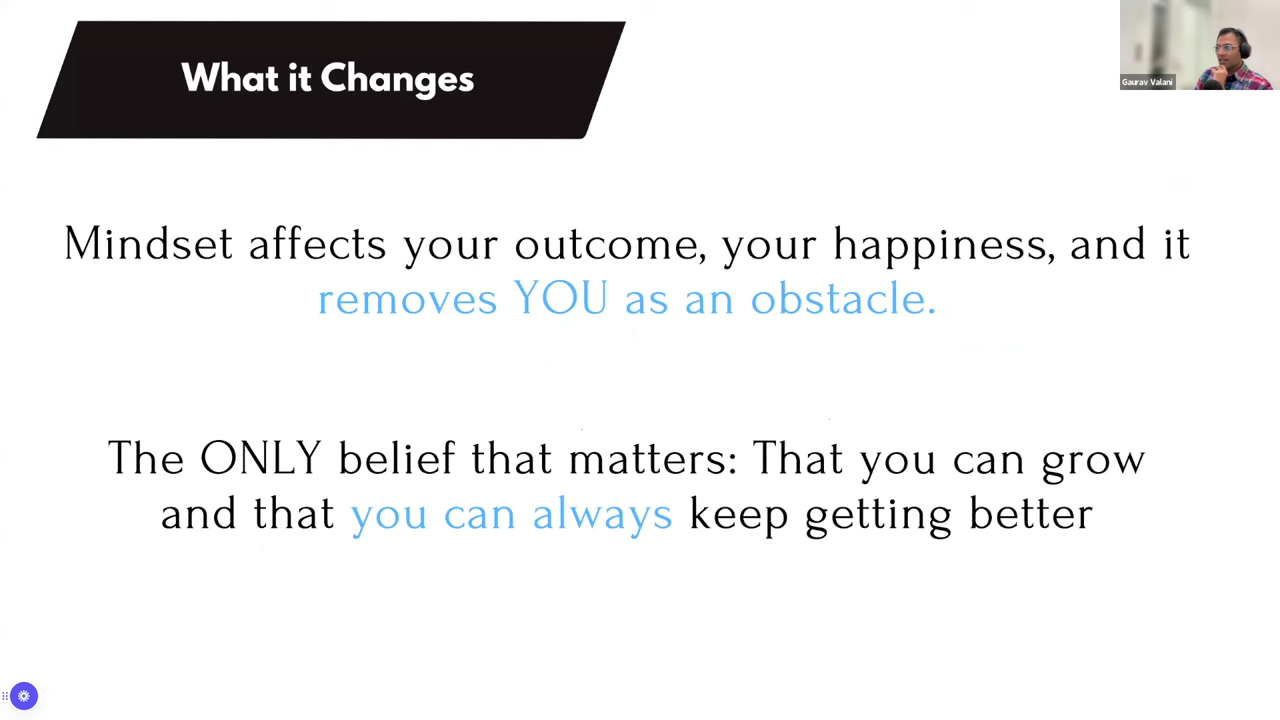 What it Changes
Gaurav Valani
Mindset affects your outcome, your happiness, and it
removes YOU as an obstacle.
The ONLY belief that matters: That you can grow
and that you can always keep getting better